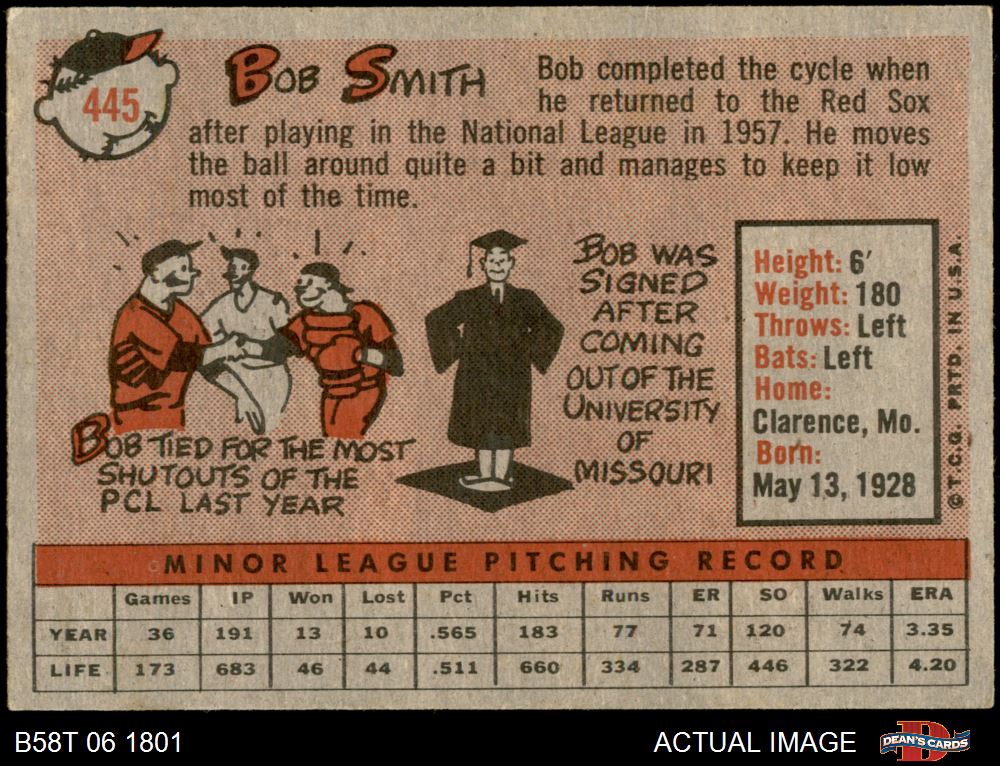 445
BOB SMITH
Bob completed the cycle when
he returned to the Red Sox
after playing in the National League in 1957. He moves
the ball around quite a bit and manages to keep it low
most of the time.
BOB TIED FOR THE MOST
SHUTOUTS OF THE
PCL LAST YEAR
BOB WAS
SIGNED
AFTER
COMING
OUT OF THE
UNIVERSITY
OF
MISSOURI
Height: 6'
Weight: 180
Throws: Left
Bats: Left
Home:
Clarence, Mo.
Born:
May 13, 1928
© T.C.G. PRTD. IN U.S.A.
MINOR LEAGUE PITCHING RECORD
Games IP Won Lost Pct Hits Runs ER SO Walks ERA
YEAR 36 191 13 10 .565 183 77 71 120 74 3.35
LIFE 173 683 46 44 .511 660 334 287 446 322 4.20
B58T 06 1801
ACTUAL IMAGE
D
DEAN'S CARDS